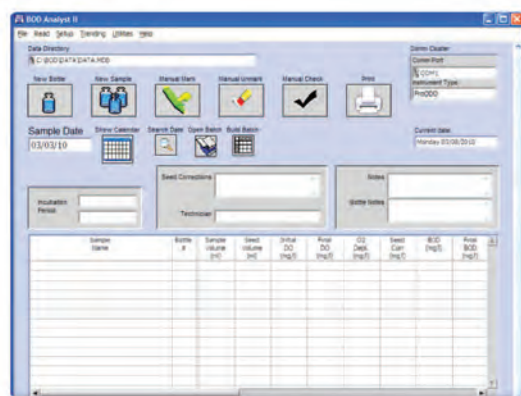 BOD Analyst II
File Read Setup Trending Utilities Help
Data Directory
C:\BOD\DATA\DATA.MDB
Comm Cluster
Comm Port
COM1
Instrument Type
ProODO
New Bottle New Sample Manual Mark Manual Unmark Manual Check Print
Sample Date Show Calendar Search Date Open Batch Build Batch
03/03/10
Current date:
Monday 03/08/2010
Seed Corrections
Technician
Incubation Period
Notes
Bottle Notes
Sample Name Bottle # Sample Volume (ml) Seed Volume (ml) Initial DO (mg/l) Final DO (mg/l) O2 Dept. (mg/l) Seed Corr. (mg/l) BOD (mg/l) Final BOD (mg/l)